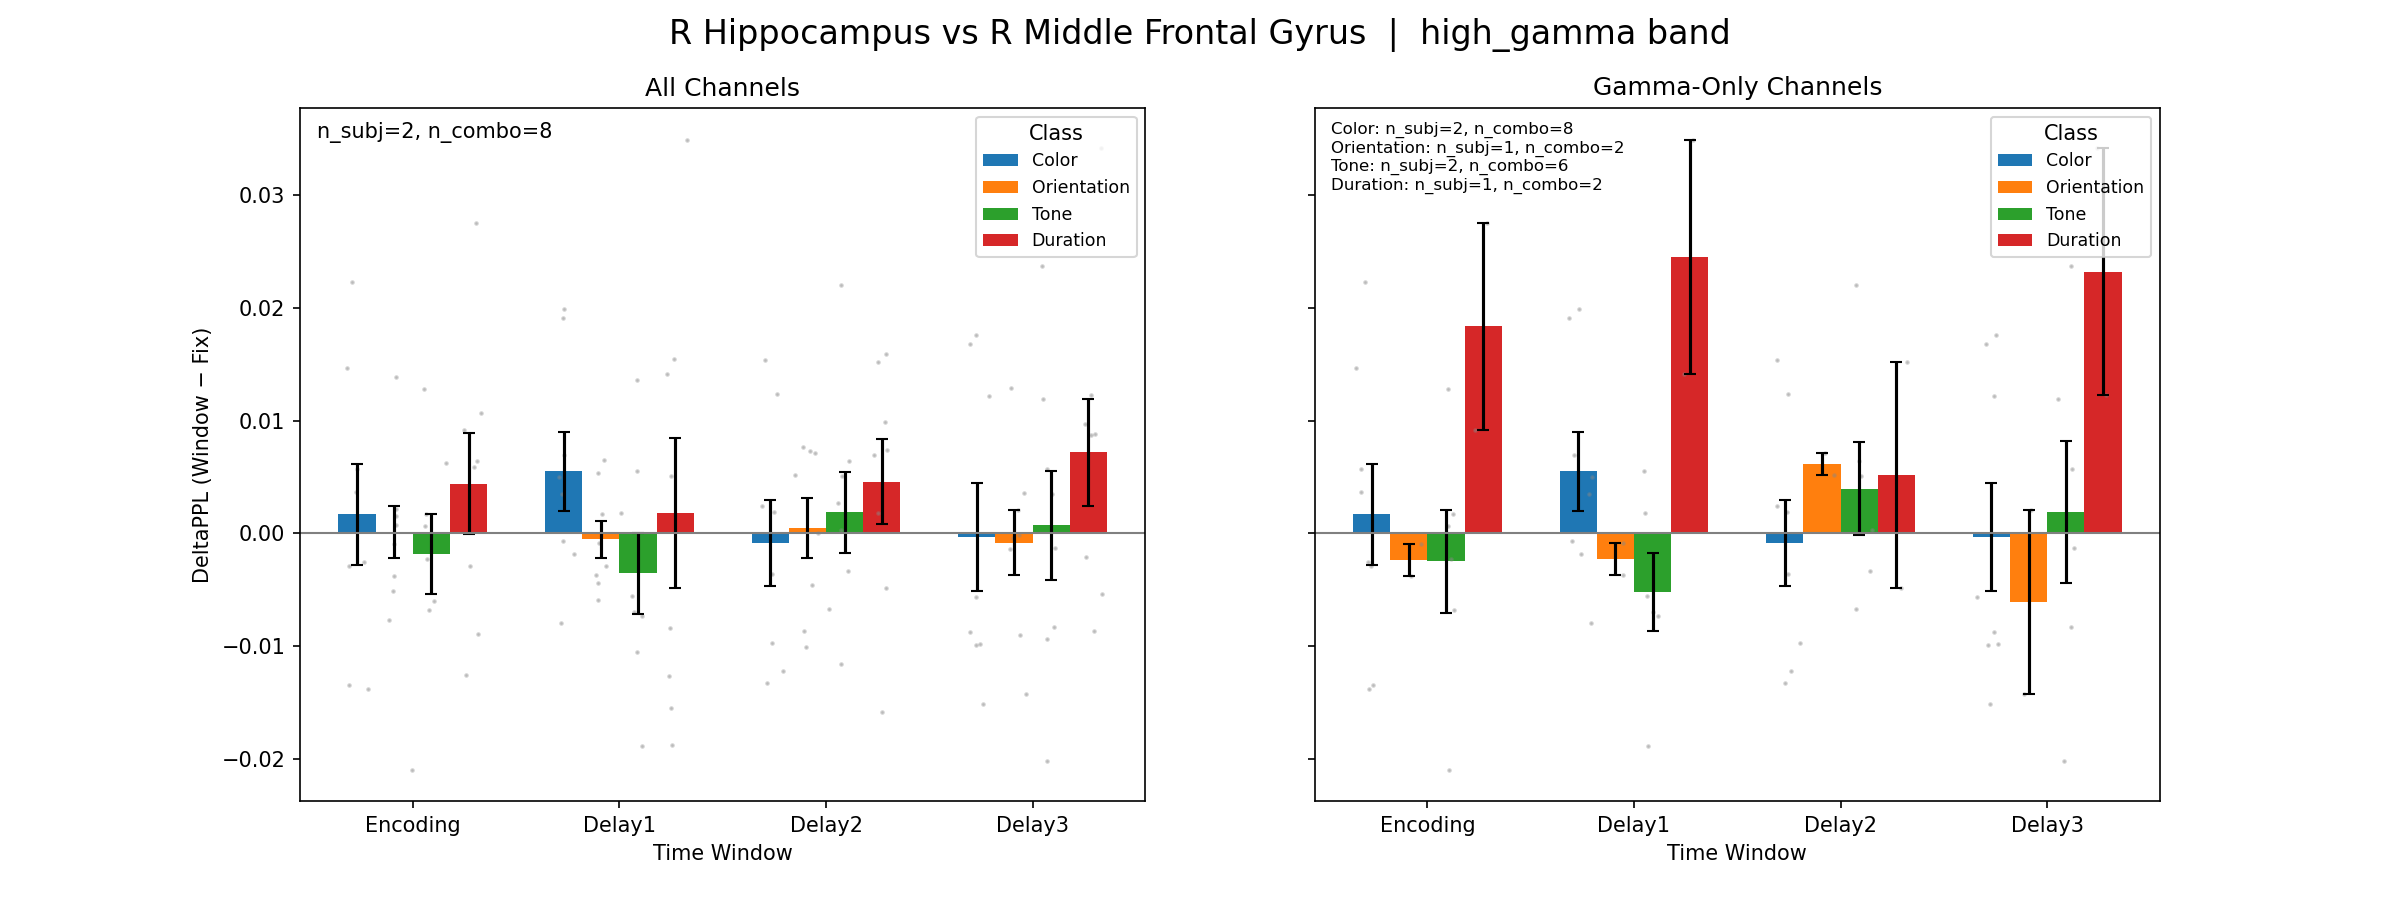 R Hippocampus vs R Middle Frontal Gyrus | high_gamma band
All Channels
n_subj=2, n_combo=8
Class
Color
Orientation
Tone
Duration
0.03
0.02
0.01
0.00
−0.01
−0.02
DeltaPPL (Window − Fix)
Encoding
Delay1
Delay2
Delay3
Time Window
Gamma-Only Channels
Color: n_subj=2, n_combo=8
Orientation: n_subj=1, n_combo=2
Tone: n_subj=2, n_combo=6
Duration: n_subj=1, n_combo=2
Class
Color
Orientation
Tone
Duration
Encoding
Delay1
Delay2
Delay3
Time Window